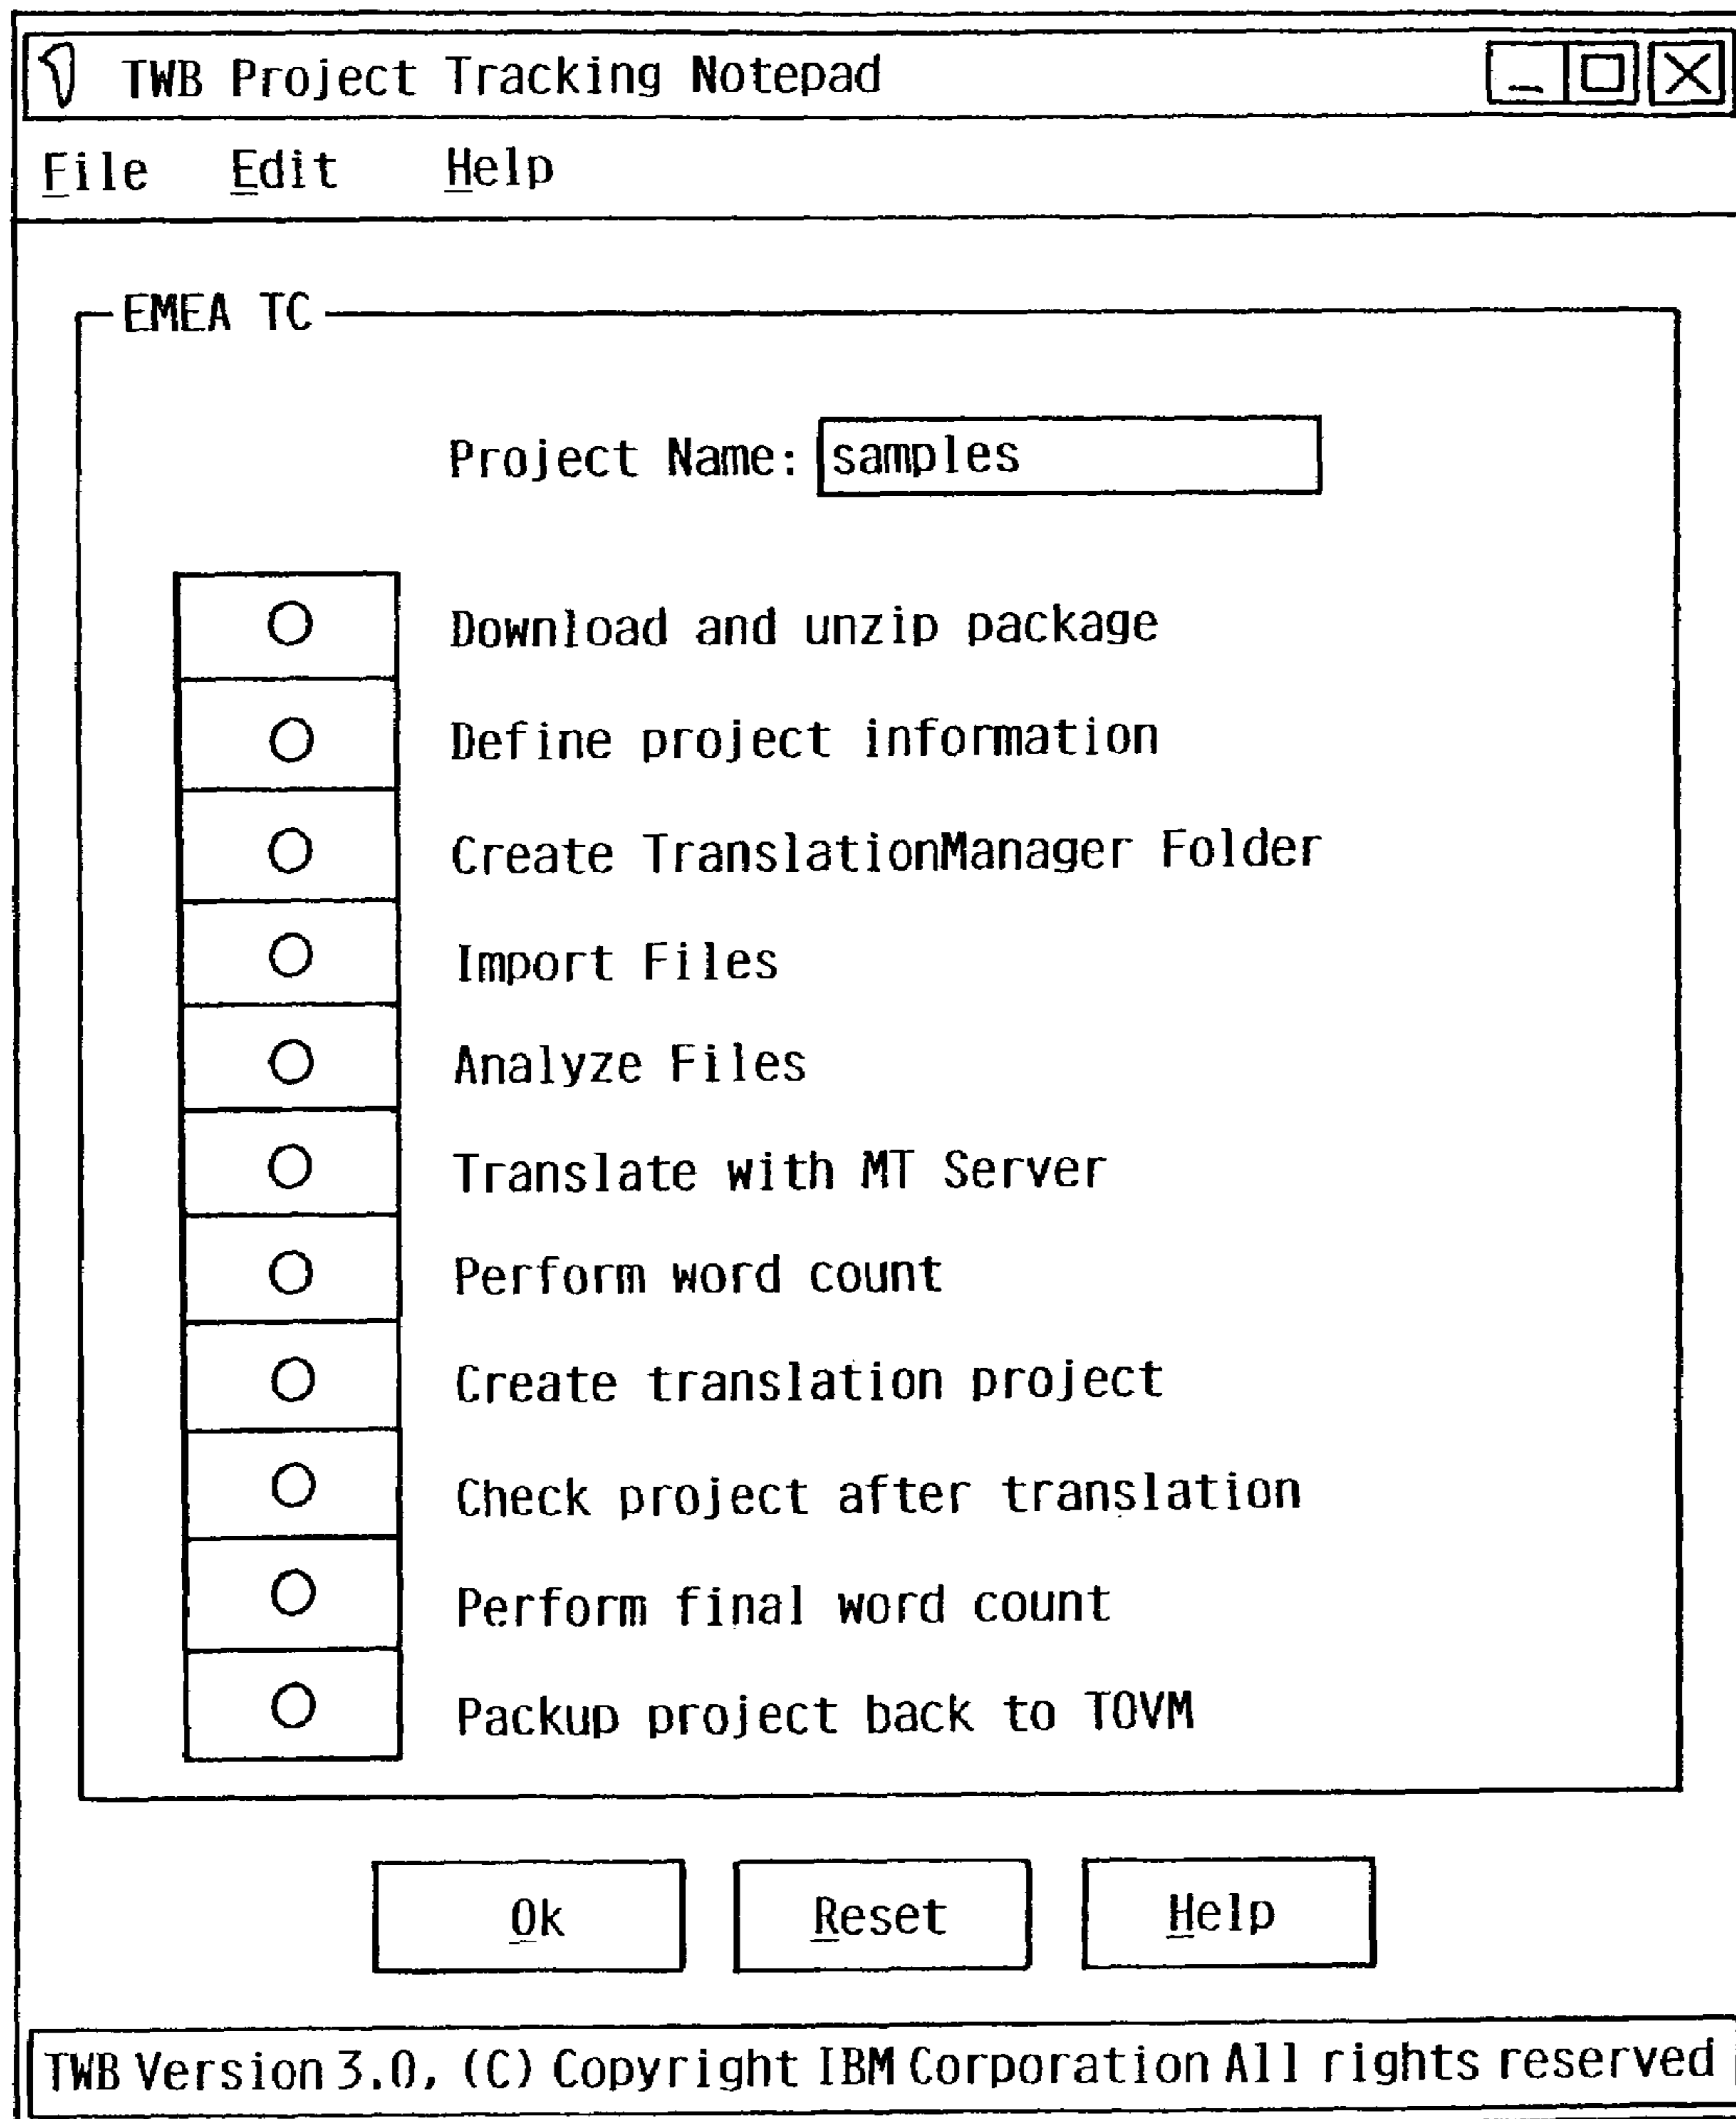 TWB Project Tracking Notepad
File Edit Help
EMEA TC
Project Name: samples
Download and unzip package
Define project information
Create TranslationManager Folder
Import Files
Analyze Files
Translate with MT Server
Perform word count
Create translation project
Check project after translation
Perform final word count
Packup project back to TOVM
Ok Reset Help
TWB Version 3.0, (C) Copyright IBM Corporation All rights reserved